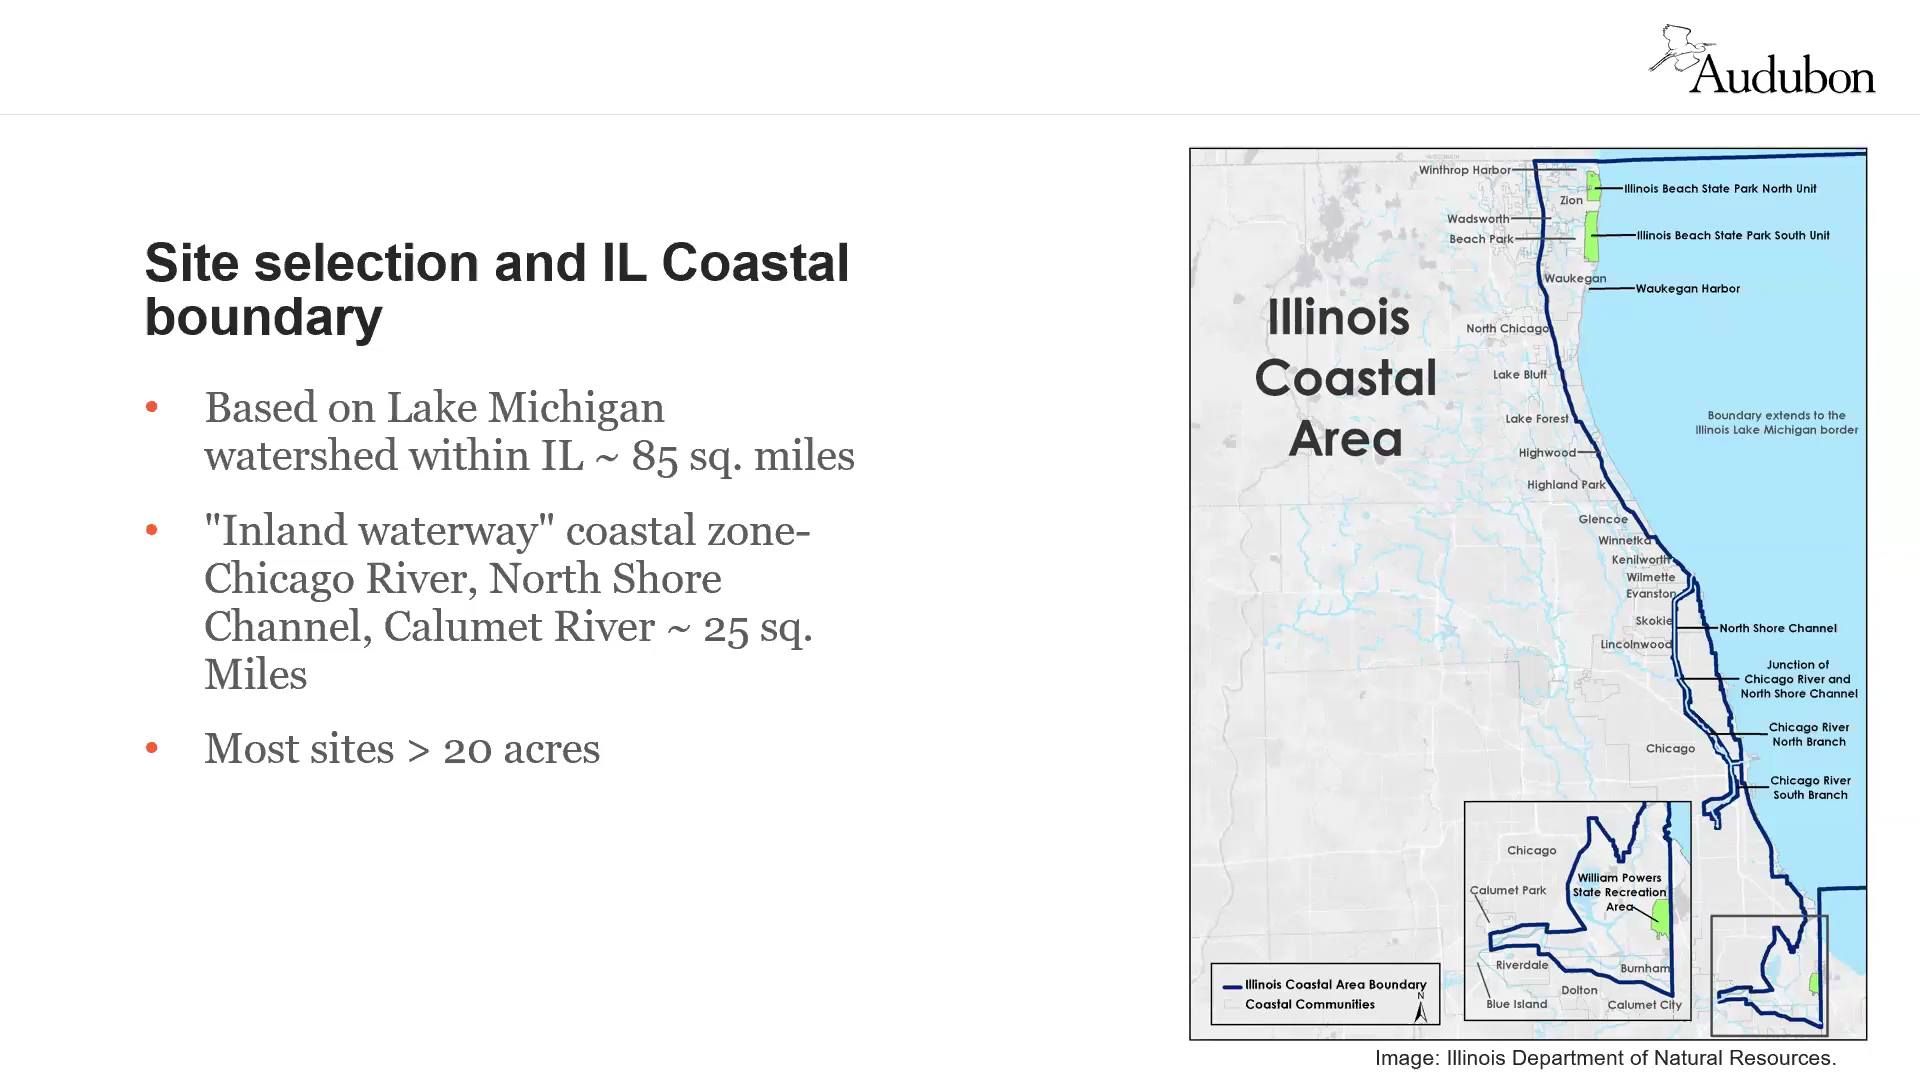 Audubon
Site selection and IL Coastal
boundary
• Based on Lake Michigan
watershed within IL ~ 85 sq. miles
• "Inland waterway" coastal zone-
Chicago River, North Shore
Channel, Calumet River ~ 25 sq.
Miles
• Most sites > 20 acres
Illinois
Coastal
Area
Winthrop Harbor
Illinois Beach State Park North Unit
Zion
Wadsworth
Illinois Beach State Park South Unit
Beach Park
Waukegan
Waukegan Harbor
North Chicago
Lake Bluff
Lake Forest
Boundary extends to the
Illinois Lake Michigan border
Highwood
Highland Park
Glencoe
Winnetka
Kenilworth
Wilmette
Evanston
Skokie
North Shore Channel
Lincolnwood
Junction of
Chicago River and
North Shore Channel
Chicago River
North Branch
Chicago
Chicago River
South Branch
Chicago
William Powers
State Recreation
Area
Calumet Park
Riverdale
Burnham
Dolton
Blue Island
Calumet City
Illinois Coastal Area Boundary
Coastal Communities
N
Image: Illinois Department of Natural Resources.